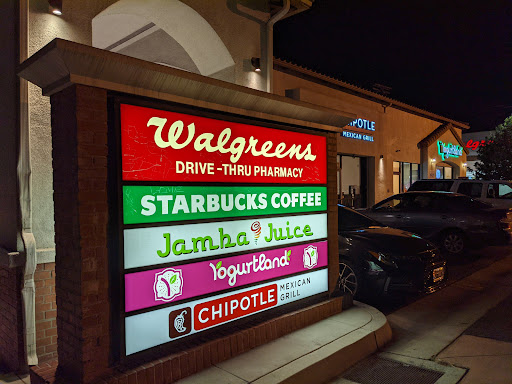 Walgreens
DRIVE-THRU PHARMACY
STARBUCKS COFFEE
Jamba Juice
Yogurtland
CHIPOTLE
MEXICAN
GRILL
CHIPOTLE
MEXICAN GRILL